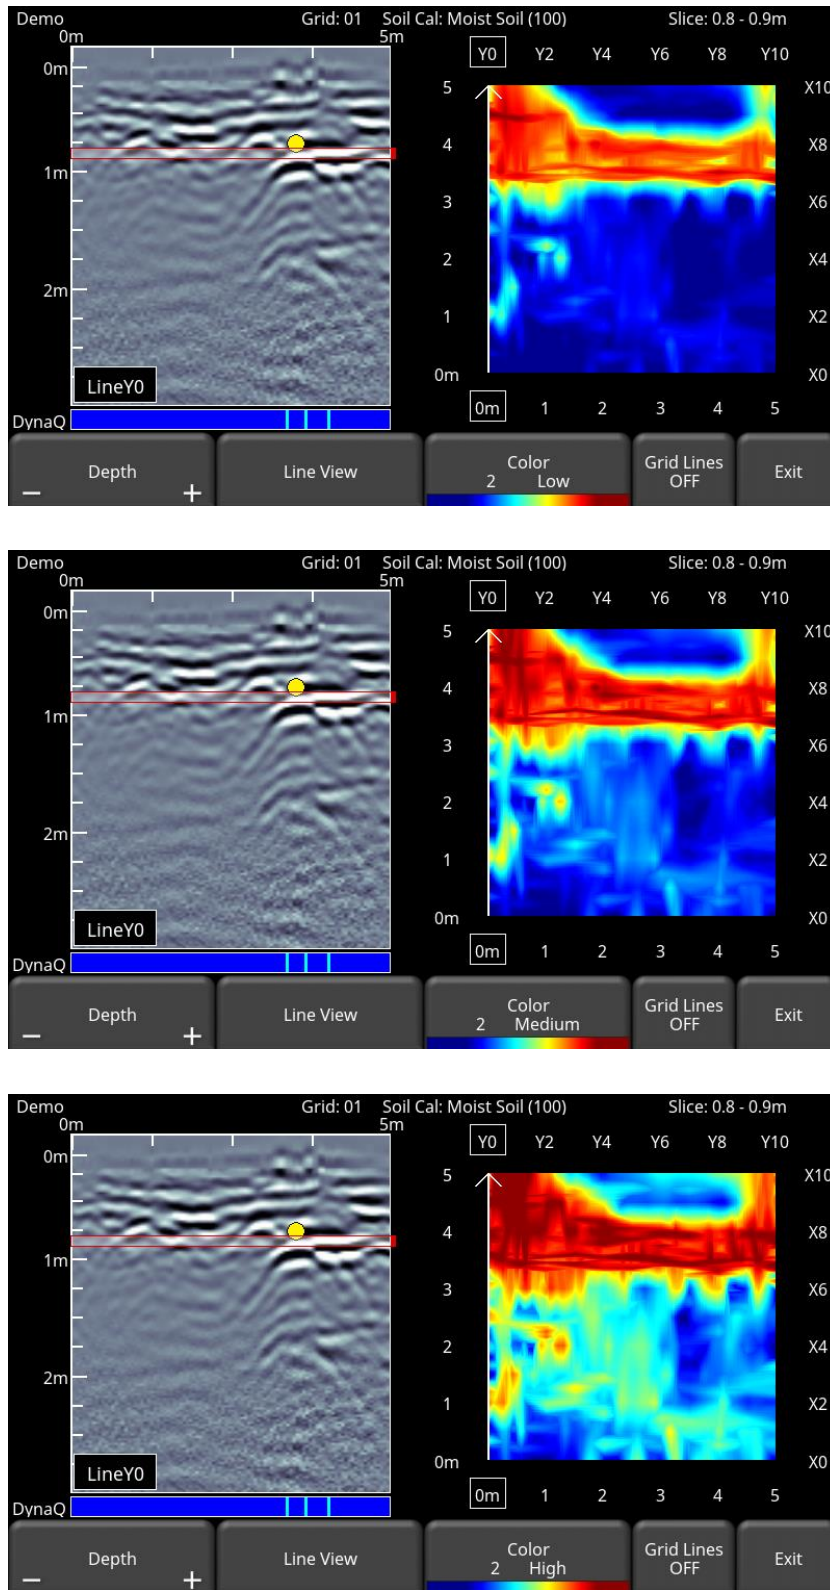 Demo Grid: 01 Soil Cal: Moist Soil (100) Slice: 0.8 - 0.9m
0m 5m
Y0 Y2 Y4 Y6 Y8 Y10
0m
5 X10
4 X8
1m
3 X6
2 X4
2m
1 X2
0m X0
LineY0
0m 1 2 3 4 5
DynaQ
Depth Line View Color Grid Lines Exit
− + 2 Low OFF
Demo Grid: 01 Soil Cal: Moist Soil (100) Slice: 0.8 - 0.9m
0m 5m
Y0 Y2 Y4 Y6 Y8 Y10
0m
5 X10
4 X8
1m
3 X6
2 X4
2m
1 X2
0m X0
LineY0
0m 1 2 3 4 5
DynaQ
Depth Line View Color Grid Lines Exit
− + 2 Medium OFF
Demo Grid: 01 Soil Cal: Moist Soil (100) Slice: 0.8 - 0.9m
0m 5m
Y0 Y2 Y4 Y6 Y8 Y10
0m
5 X10
4 X8
1m
3 X6
2 X4
2m
1 X2
0m X0
LineY0
0m 1 2 3 4 5
DynaQ
Depth Line View Color Grid Lines Exit
− + 2 High OFF